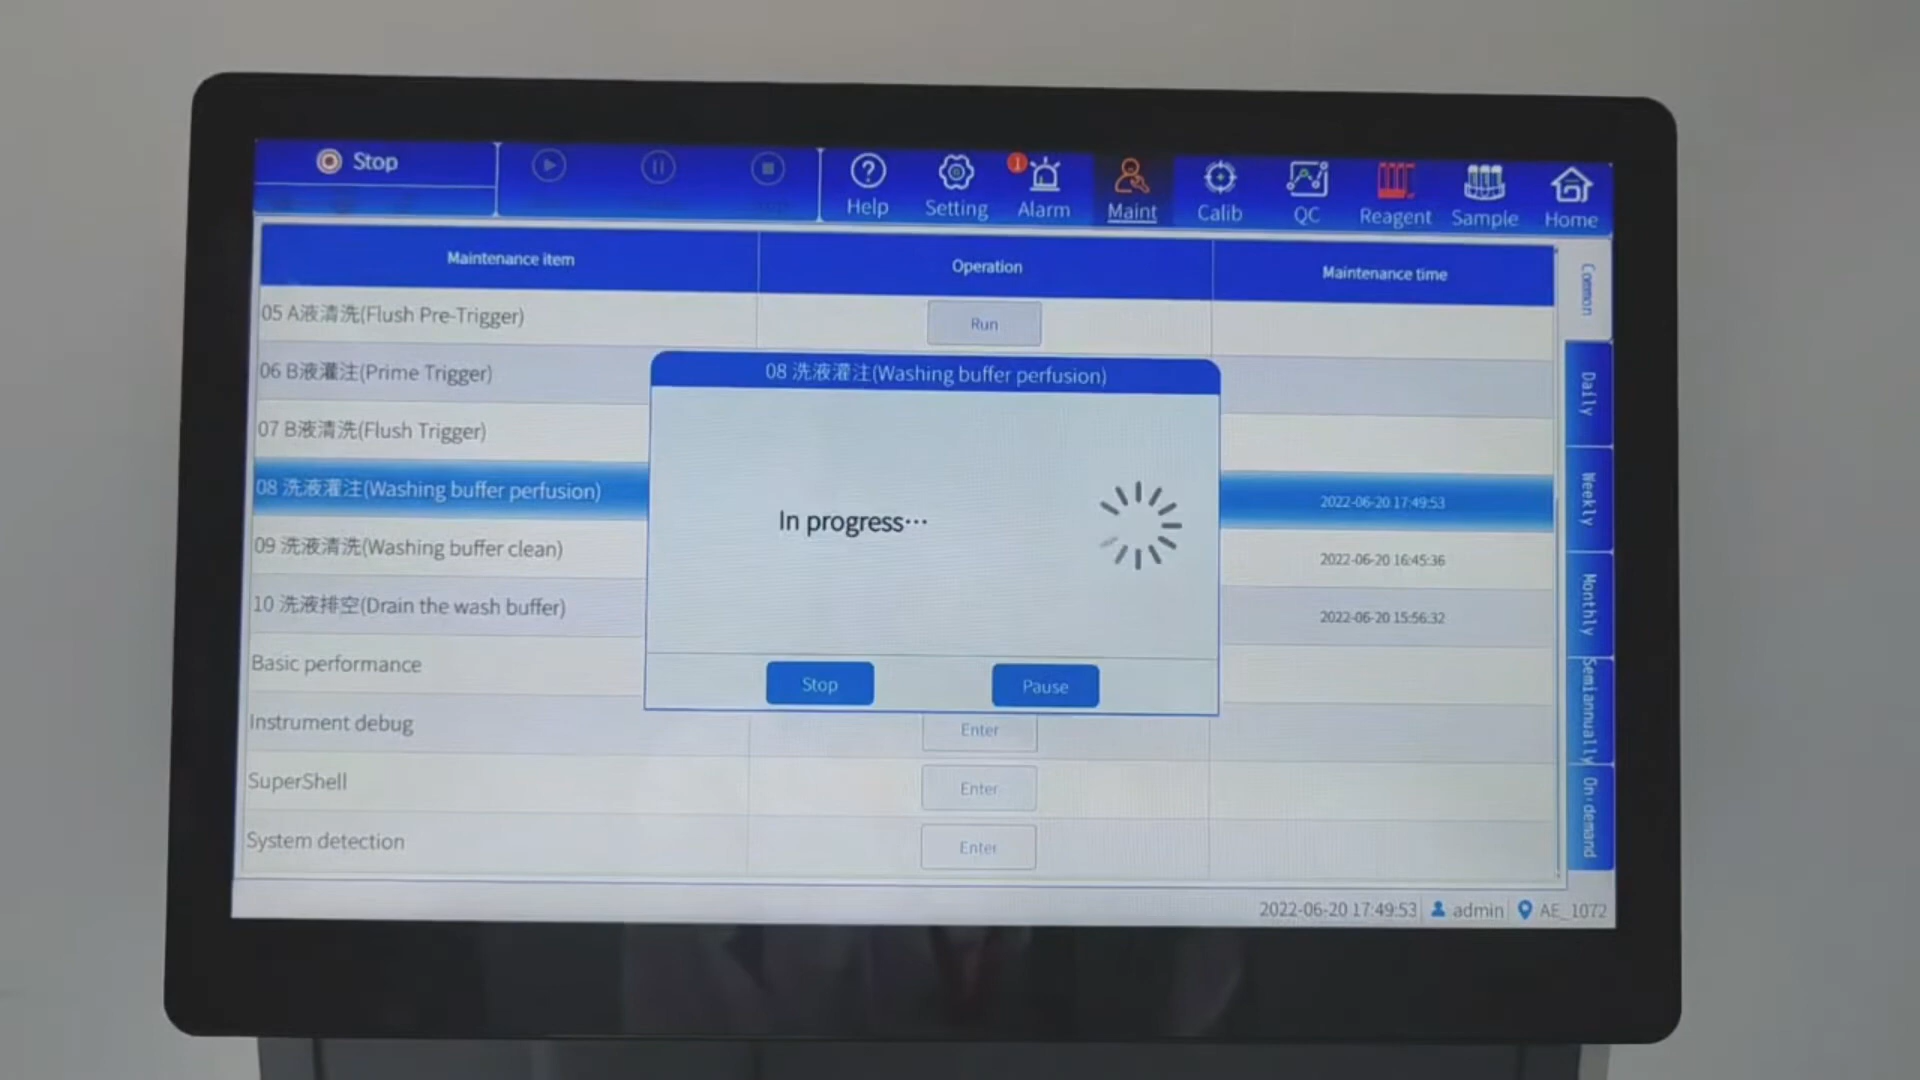 Stop
Help
Setting
1
Alarm
Maint
Calib
QC
Reagent
Sample
Home
Maintenance item
Operation
Maintenance time
05 A液清洗(Flush Pre-Trigger)
Run
06 B液灌注(Prime Trigger)
07 B液清洗(Flush Trigger)
08 洗液灌注(Washing buffer perfusion)
2022-06-20 17:49:53
09 洗液清洗(Washing buffer clean)
2022-06-20 16:45:36
10 洗液排空(Drain the wash buffer)
2022-06-20 15:56:32
Basic performance
Instrument debug
Enter
SuperShell
Enter
System detection
Enter
08 洗液灌注(Washing buffer perfusion)
In progress···
Stop
Pause
Common
Daily
Weekly
Monthly
Semiannually
On-demand
2022-06-20 17:49:53
admin
AE_1072